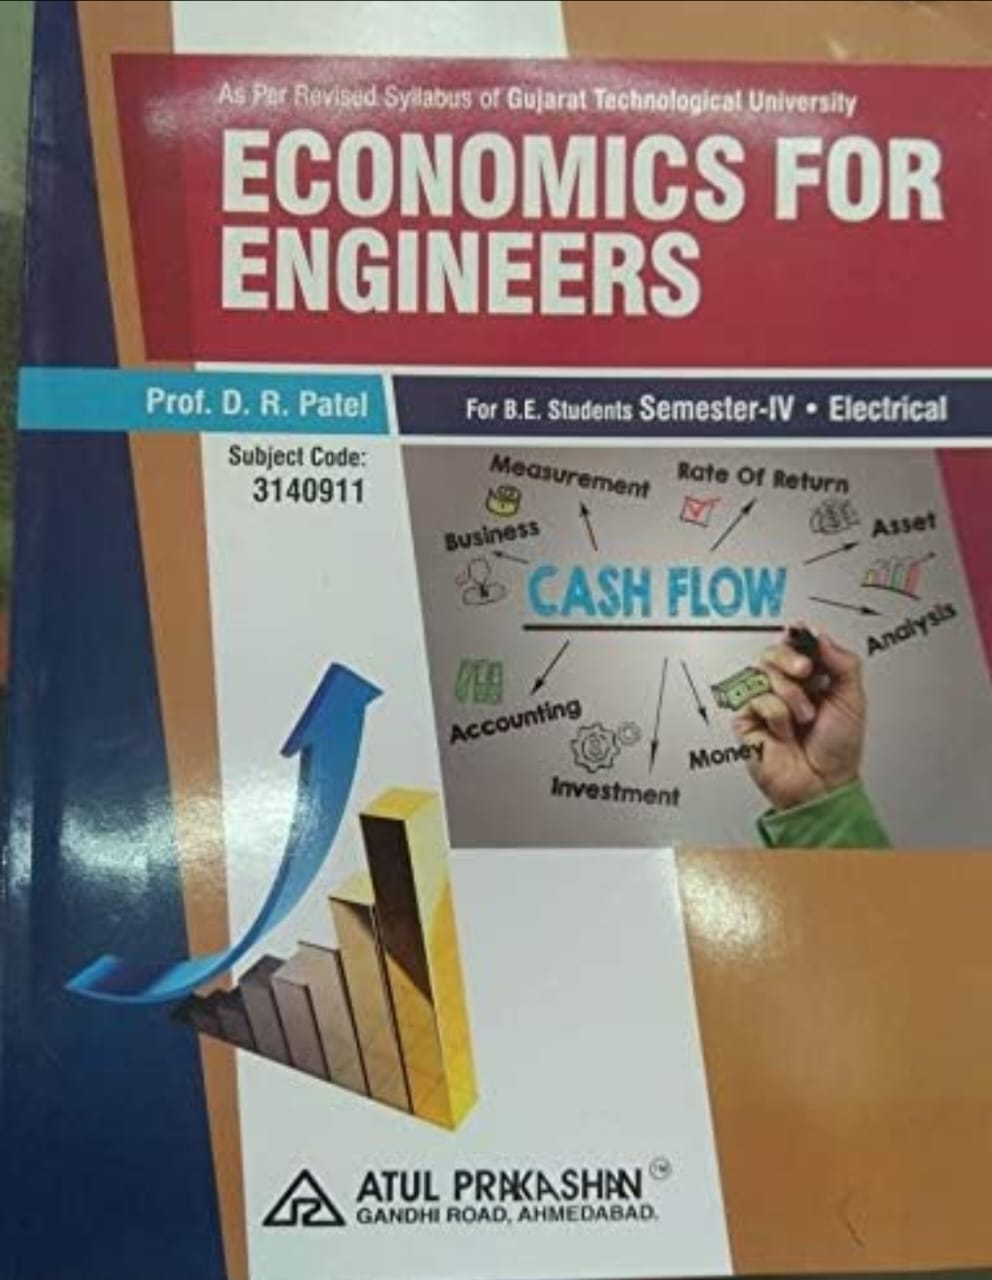 As Per Revised Syllabus of Gujarat Technological University
ECONOMICS FOR
ENGINEERS
Prof. D. R. Patel
For B.E. Students Semester-IV • Electrical
Subject Code:
3140911
Measurement
Rate Of Return
Business
Asset
CASH FLOW
Analysis
Accounting
Money
Investment
ATUL PRAKASHAN TM
GANDHI ROAD, AHMEDABAD.